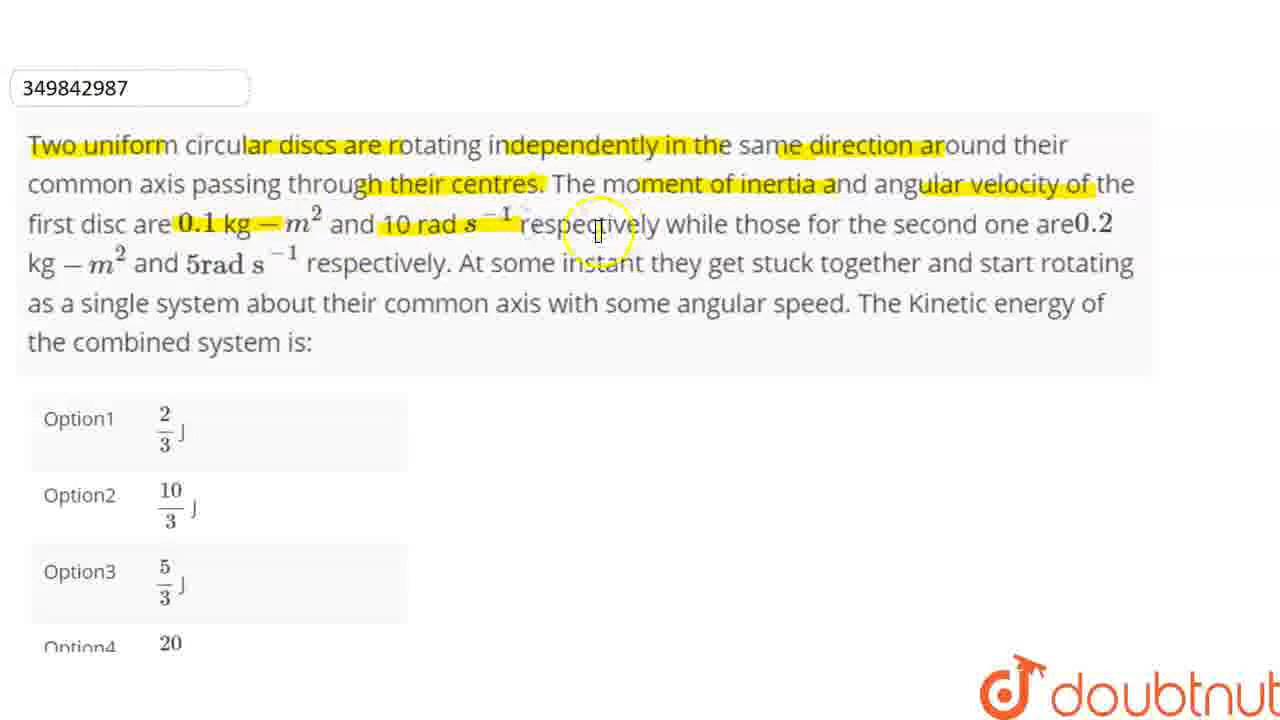 349842987
Two uniform circular discs are rotating independently in the same direction around their
common axis passing through their centres. The moment of inertia and angular velocity of the
first disc are 0.1 kg − m² and 10 rad s⁻¹ respectively while those for the second one are0.2
kg − m² and 5rad s⁻¹ respectively. At some instant they get stuck together and start rotating
as a single system about their common axis with some angular speed. The Kinetic energy of
the combined system is:
Option1 2/3 J
Option2 10/3 J
Option3 5/3 J
Option4 20
doubtnut